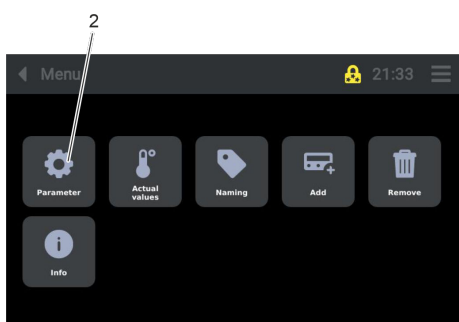 2
Menu
21:33
Parameter
Actual
values
Naming
Add
Remove
Info